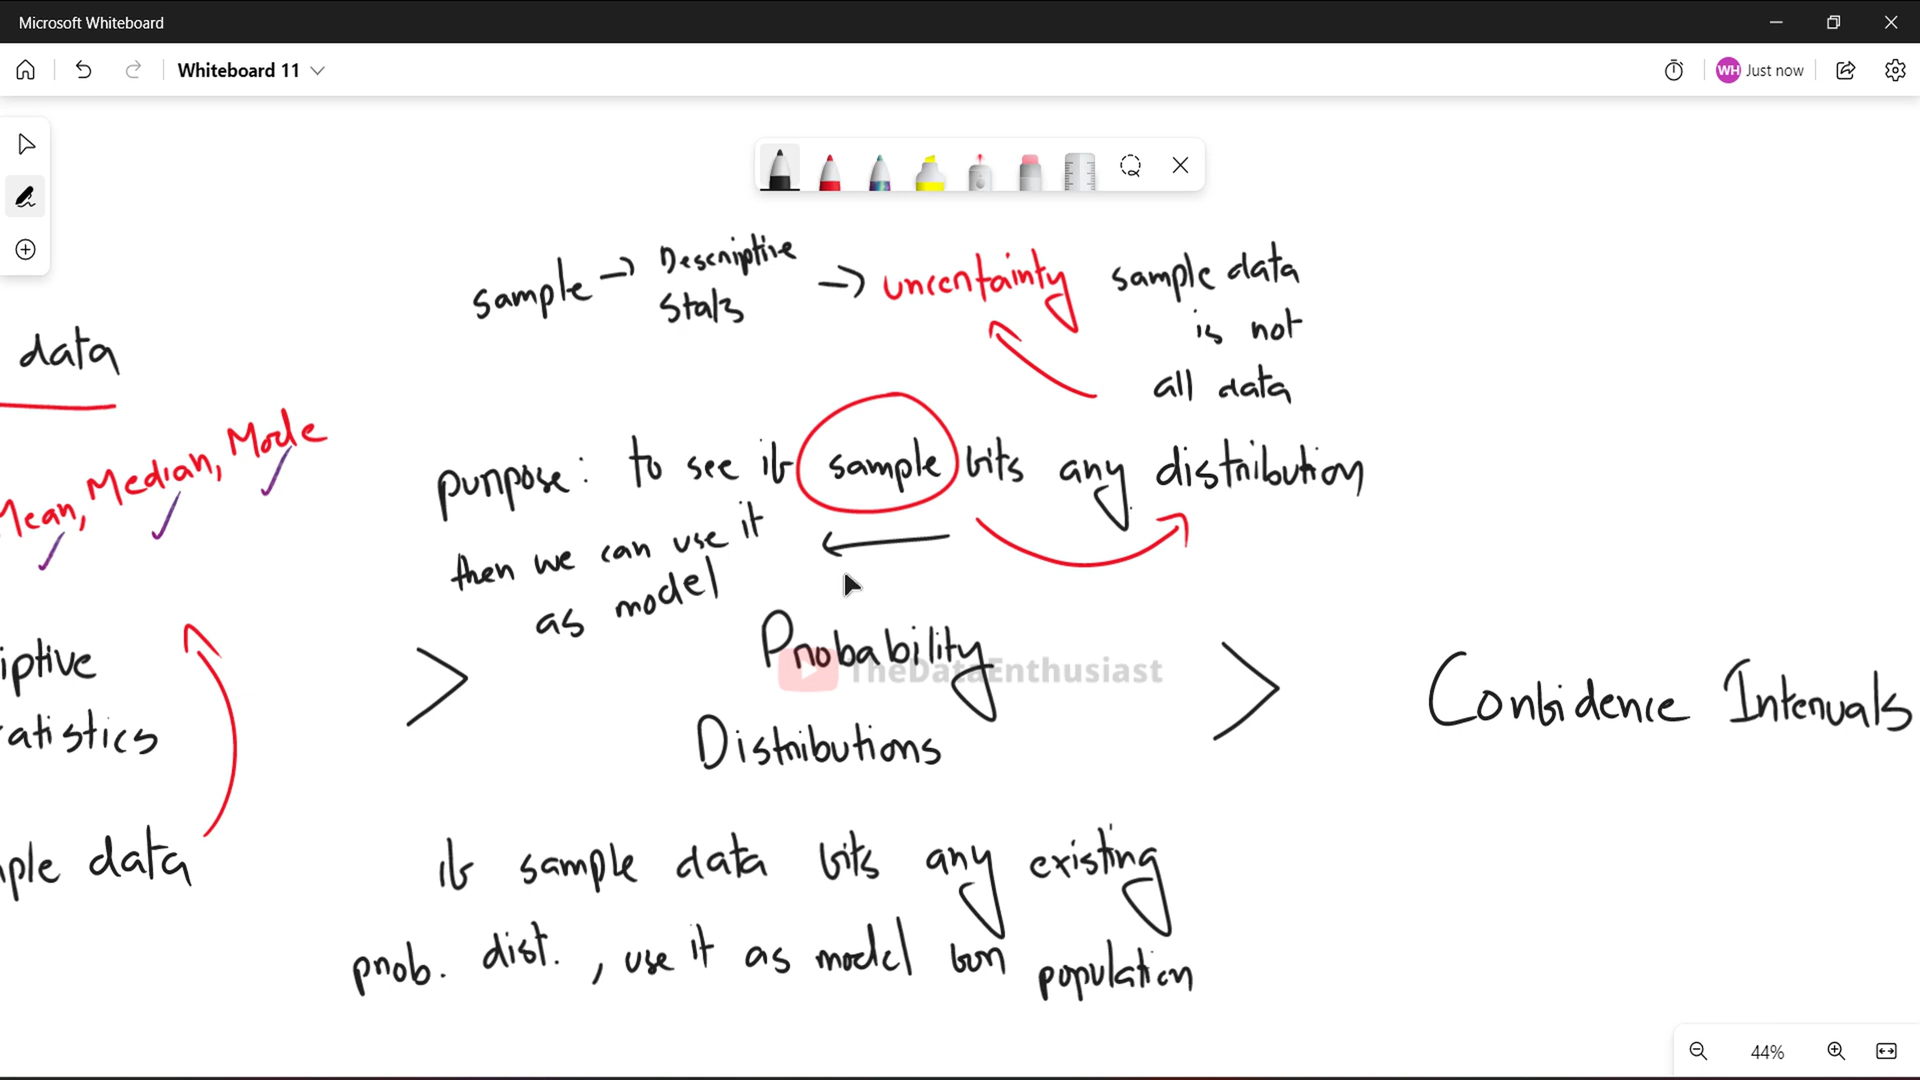 Microsoft Whiteboard
Whiteboard 11
WH Just now
sample → Descriptive Stats → uncertainty
sample data
is not
all data
data
Mean, Median, Mode
purpose: to see if sample fits any distribution
then we can use it
as model
iptive
atistics
Probability
Distributions
TheDataEnthusiast
Confidence Intervals
ple data
if sample data fits any existing
prob. dist., use it as model for population
44%